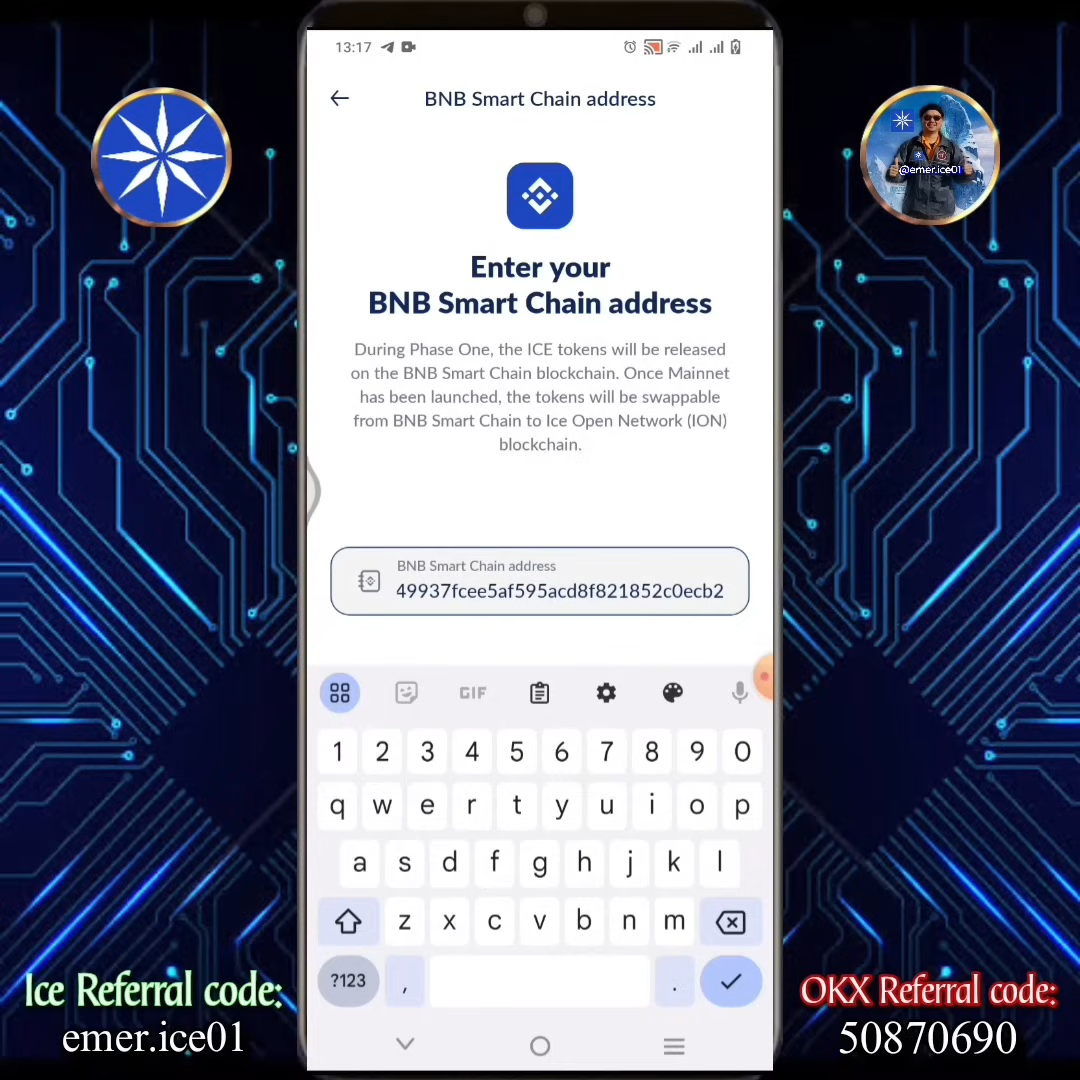 13:17
BNB Smart Chain address
@emer.ice01
Enter your
BNB Smart Chain address
During Phase One, the ICE tokens will be released
on the BNB Smart Chain blockchain. Once Mainnet
has been launched, the tokens will be swappable
from BNB Smart Chain to Ice Open Network (ION)
blockchain.
BNB Smart Chain address
49937fcee5af595acd8f821852c0ecb2
GIF
1 2 3 4 5 6 7 8 9 0
q w e r t y u i o p
a s d f g h j k l
z x c v b n m
?123 , .
Ice Referral code:
emer.ice01
OKX Referral code:
50870690